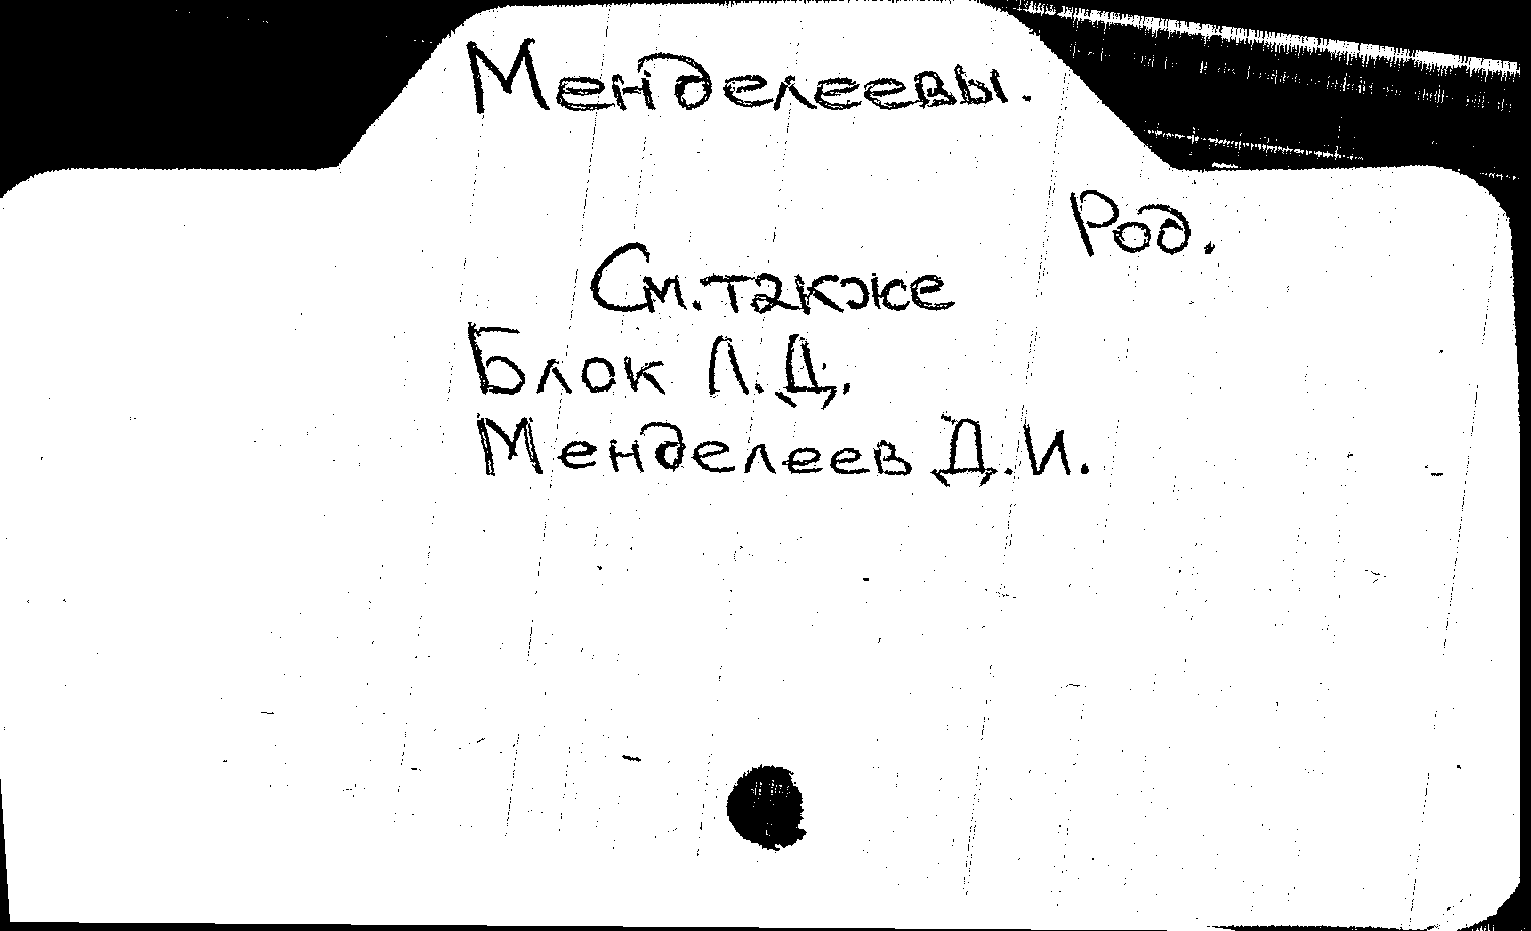 Менделеевы.
Род.
См. также
Блок Л.Д.
Менделеев Д.И.